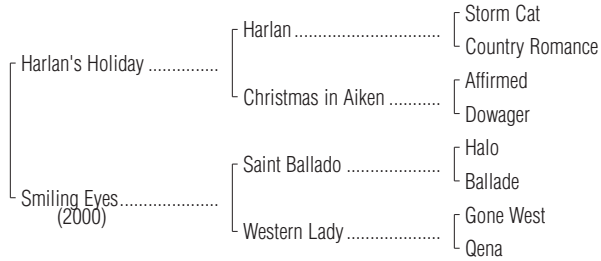 Harlan's Holiday ...............
Smiling Eyes.....................
(2000)
Harlan ...............................
Christmas in Aiken ...........
Saint Ballado ....................
Western Lady ....................
Storm Cat
Country Romance
Affirmed
Dowager
Halo
Ballade
Gone West
Qena